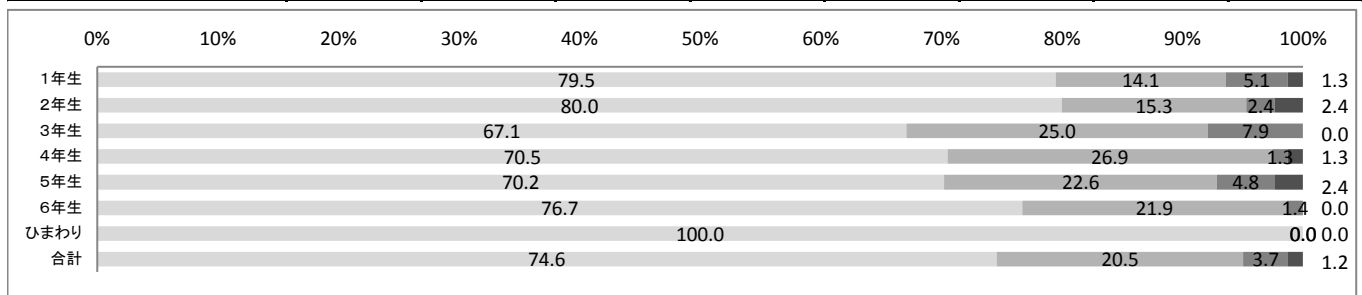 0% 10% 20% 30% 40% 50% 60% 70% 80% 90% 100%
1年生 79.5 14.1 5.1 1.3
2年生 80.0 15.3 2.4 2.4
3年生 67.1 25.0 7.9 0.0
4年生 70.5 26.9 1.3 1.3
5年生 70.2 22.6 4.8 2.4
6年生 76.7 21.9 1.4 0.0
ひまわり 100.0 0.0 0.0
合計 74.6 20.5 3.7 1.2